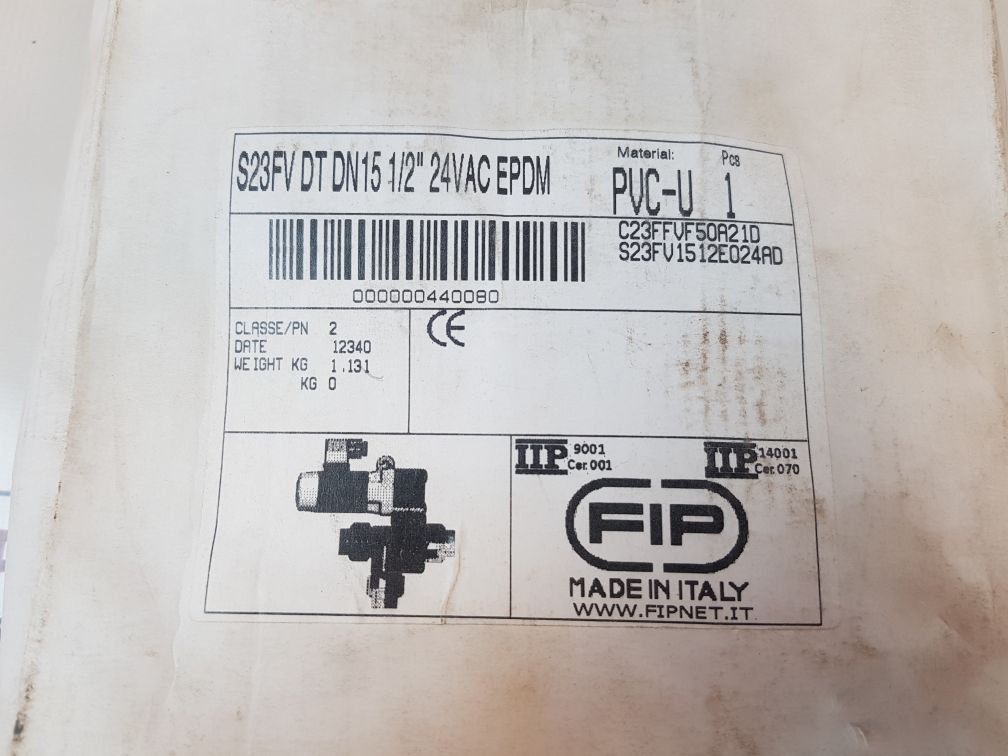 S23FV DT DN15 1/2" 24VAC EPDM
Material: Pcs
PVC-U 1
C23FFVF50A21D
S23FV1512E024AD
000000440080
CLASSE/PN 2
DATE 12340
WEIGHT KG 1.131
KG 0
CE
IIP 9001 Cer.001
IIP 14001 Cer.070
FIP
MADE IN ITALY
WWW.FIPNET.IT